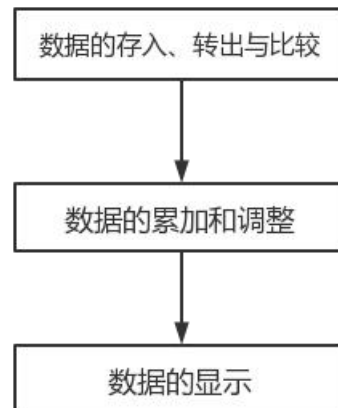 数据的存入、转出与比较
数据的累加和调整
数据的显示